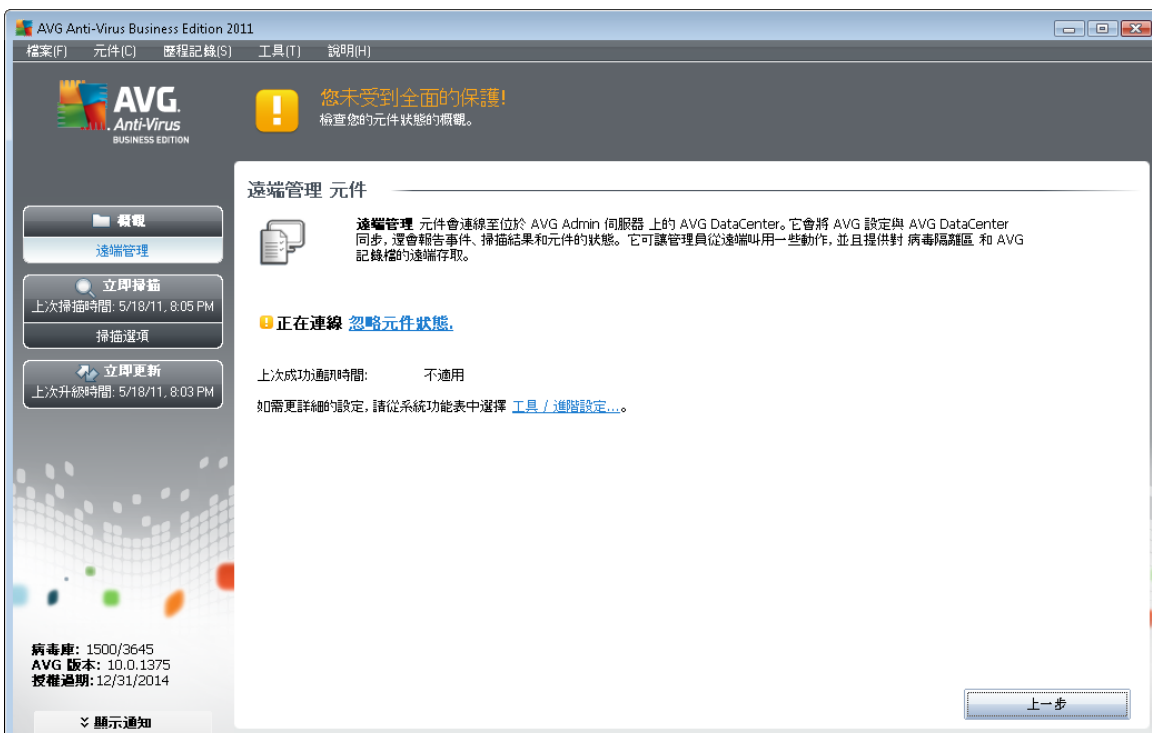 AVG Anti-Virus Business Edition 2011
檔案(F) 元件(C) 歷程記錄(S) 工具(T) 說明(H)
AVG.
Anti-Virus
BUSINESS EDITION
您未受到全面的保護!
檢查您的元件狀態的概觀。
概觀
遠端管理
立即掃描
上次掃描時間: 5/18/11, 8:05 PM
掃描選項
立即更新
上次升級時間: 5/18/11, 8:03 PM
病毒庫: 1500/3645
AVG 版本: 10.0.1375
授權過期: 12/31/2014
顯示通知
遠端管理 元件
遠端管理 元件會連線至位於 AVG Admin 伺服器 上的 AVG DataCenter。它會將 AVG 設定與 AVG DataCenter
同步, 還會報告事件、掃描結果和元件的狀態。它可讓管理員從遠端叫用一些動作, 並且提供對 病毒隔離區 和 AVG
記錄檔的遠端存取。
正在連線 忽略元件狀態.
上次成功通訊時間: 不適用
如需更詳細的設定, 請從系統功能表中選擇 工具 / 進階設定...。
上一步